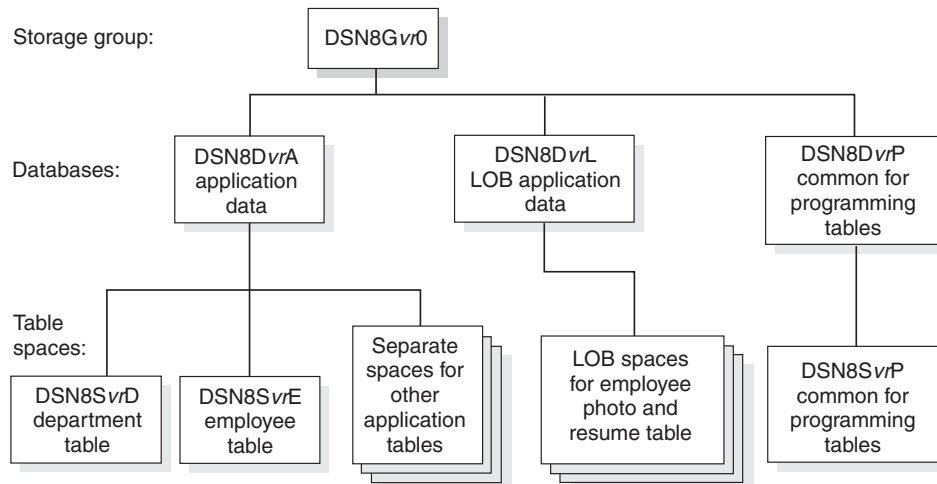 Storage group:
DSN8Gvr0
Databases:
DSN8DvrA
application
data
DSN8DvrL
LOB application
data
DSN8DvrP
common for
programming
tables
Table
spaces:
DSN8SvrD
department
table
DSN8SvrE
employee
table
Separate
spaces for
other
application
tables
LOB spaces
for employee
photo and
resume table
DSN8SvrP
common for
programming
tables